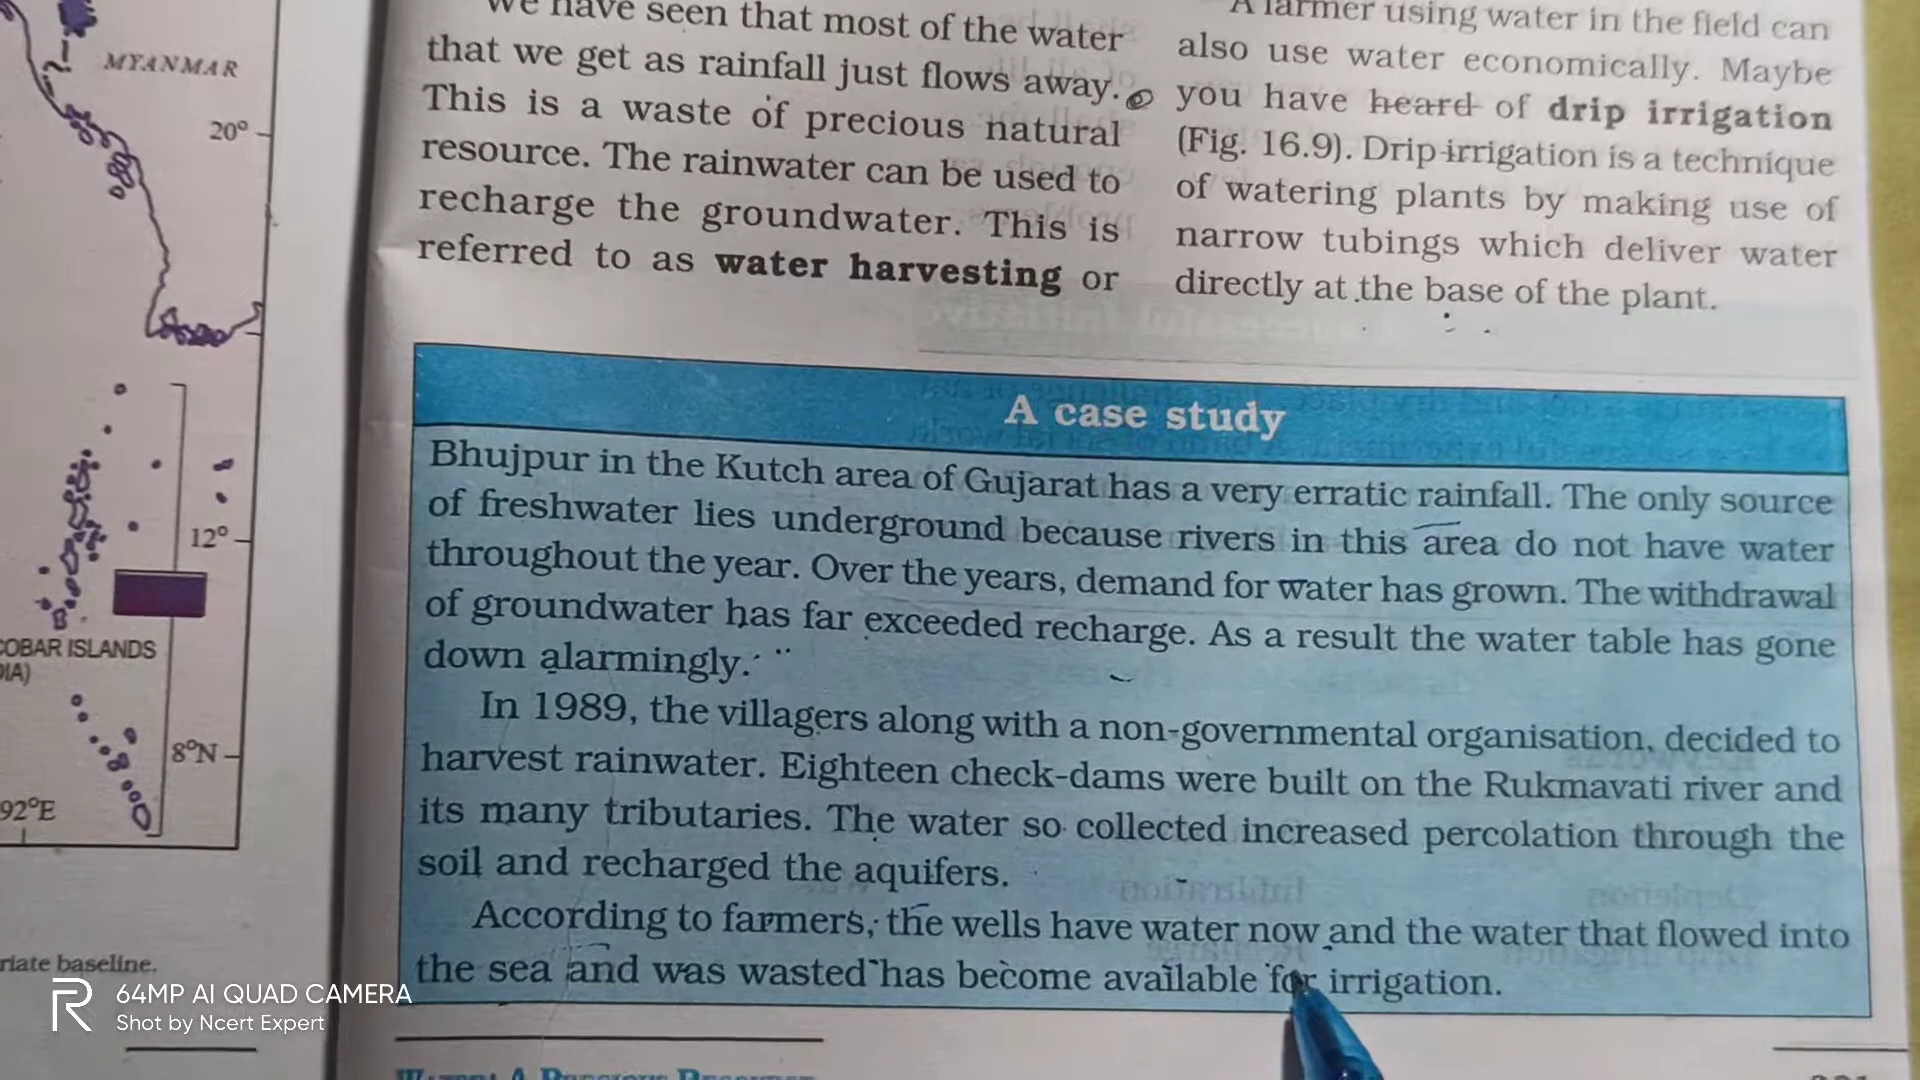 MYANMAR
20°
12°
COBAR ISLANDS
8°N
92°E
riate baseline.
We have seen that most of the water
that we get as rainfall just flows away.
This is a waste of precious natural
resource. The rainwater can be used to
recharge the groundwater. This is
referred to as water harvesting or
A farmer using water in the field can
also use water economically. Maybe
you have heard of drip irrigation
(Fig. 16.9). Drip irrigation is a technique
of watering plants by making use of
narrow tubings which deliver water
directly at the base of the plant.
A case study
Bhujpur in the Kutch area of Gujarat has a very erratic rainfall. The only source
of freshwater lies underground because rivers in this area do not have water
throughout the year. Over the years, demand for water has grown. The withdrawal
of groundwater has far exceeded recharge. As a result the water table has gone
down alarmingly.
In 1989, the villagers along with a non-governmental organisation, decided to
harvest rainwater. Eighteen check-dams were built on the Rukmavati river and
its many tributaries. The water so collected increased percolation through the
soil and recharged the aquifers.
According to farmers, the wells have water now and the water that flowed into
the sea and was wasted has become available for irrigation.
64MP AI QUAD CAMERA
Shot by Ncert Expert